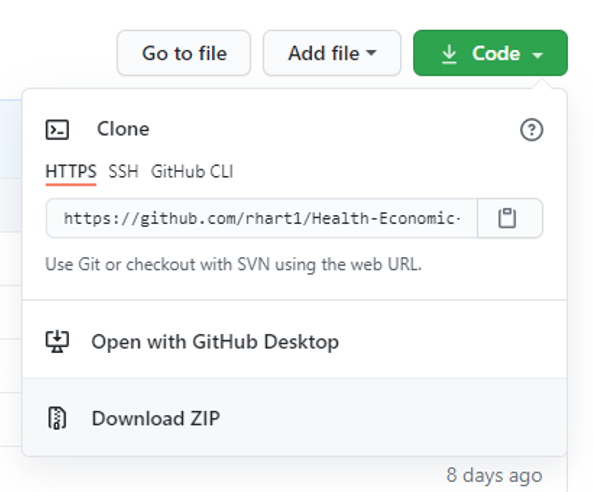 Go to file Add file Code
Clone
HTTPS SSH GitHub CLI
https://github.com/rhart1/Health-Economic-
Use Git or checkout with SVN using the web URL.
Open with GitHub Desktop
Download ZIP
8 days ago